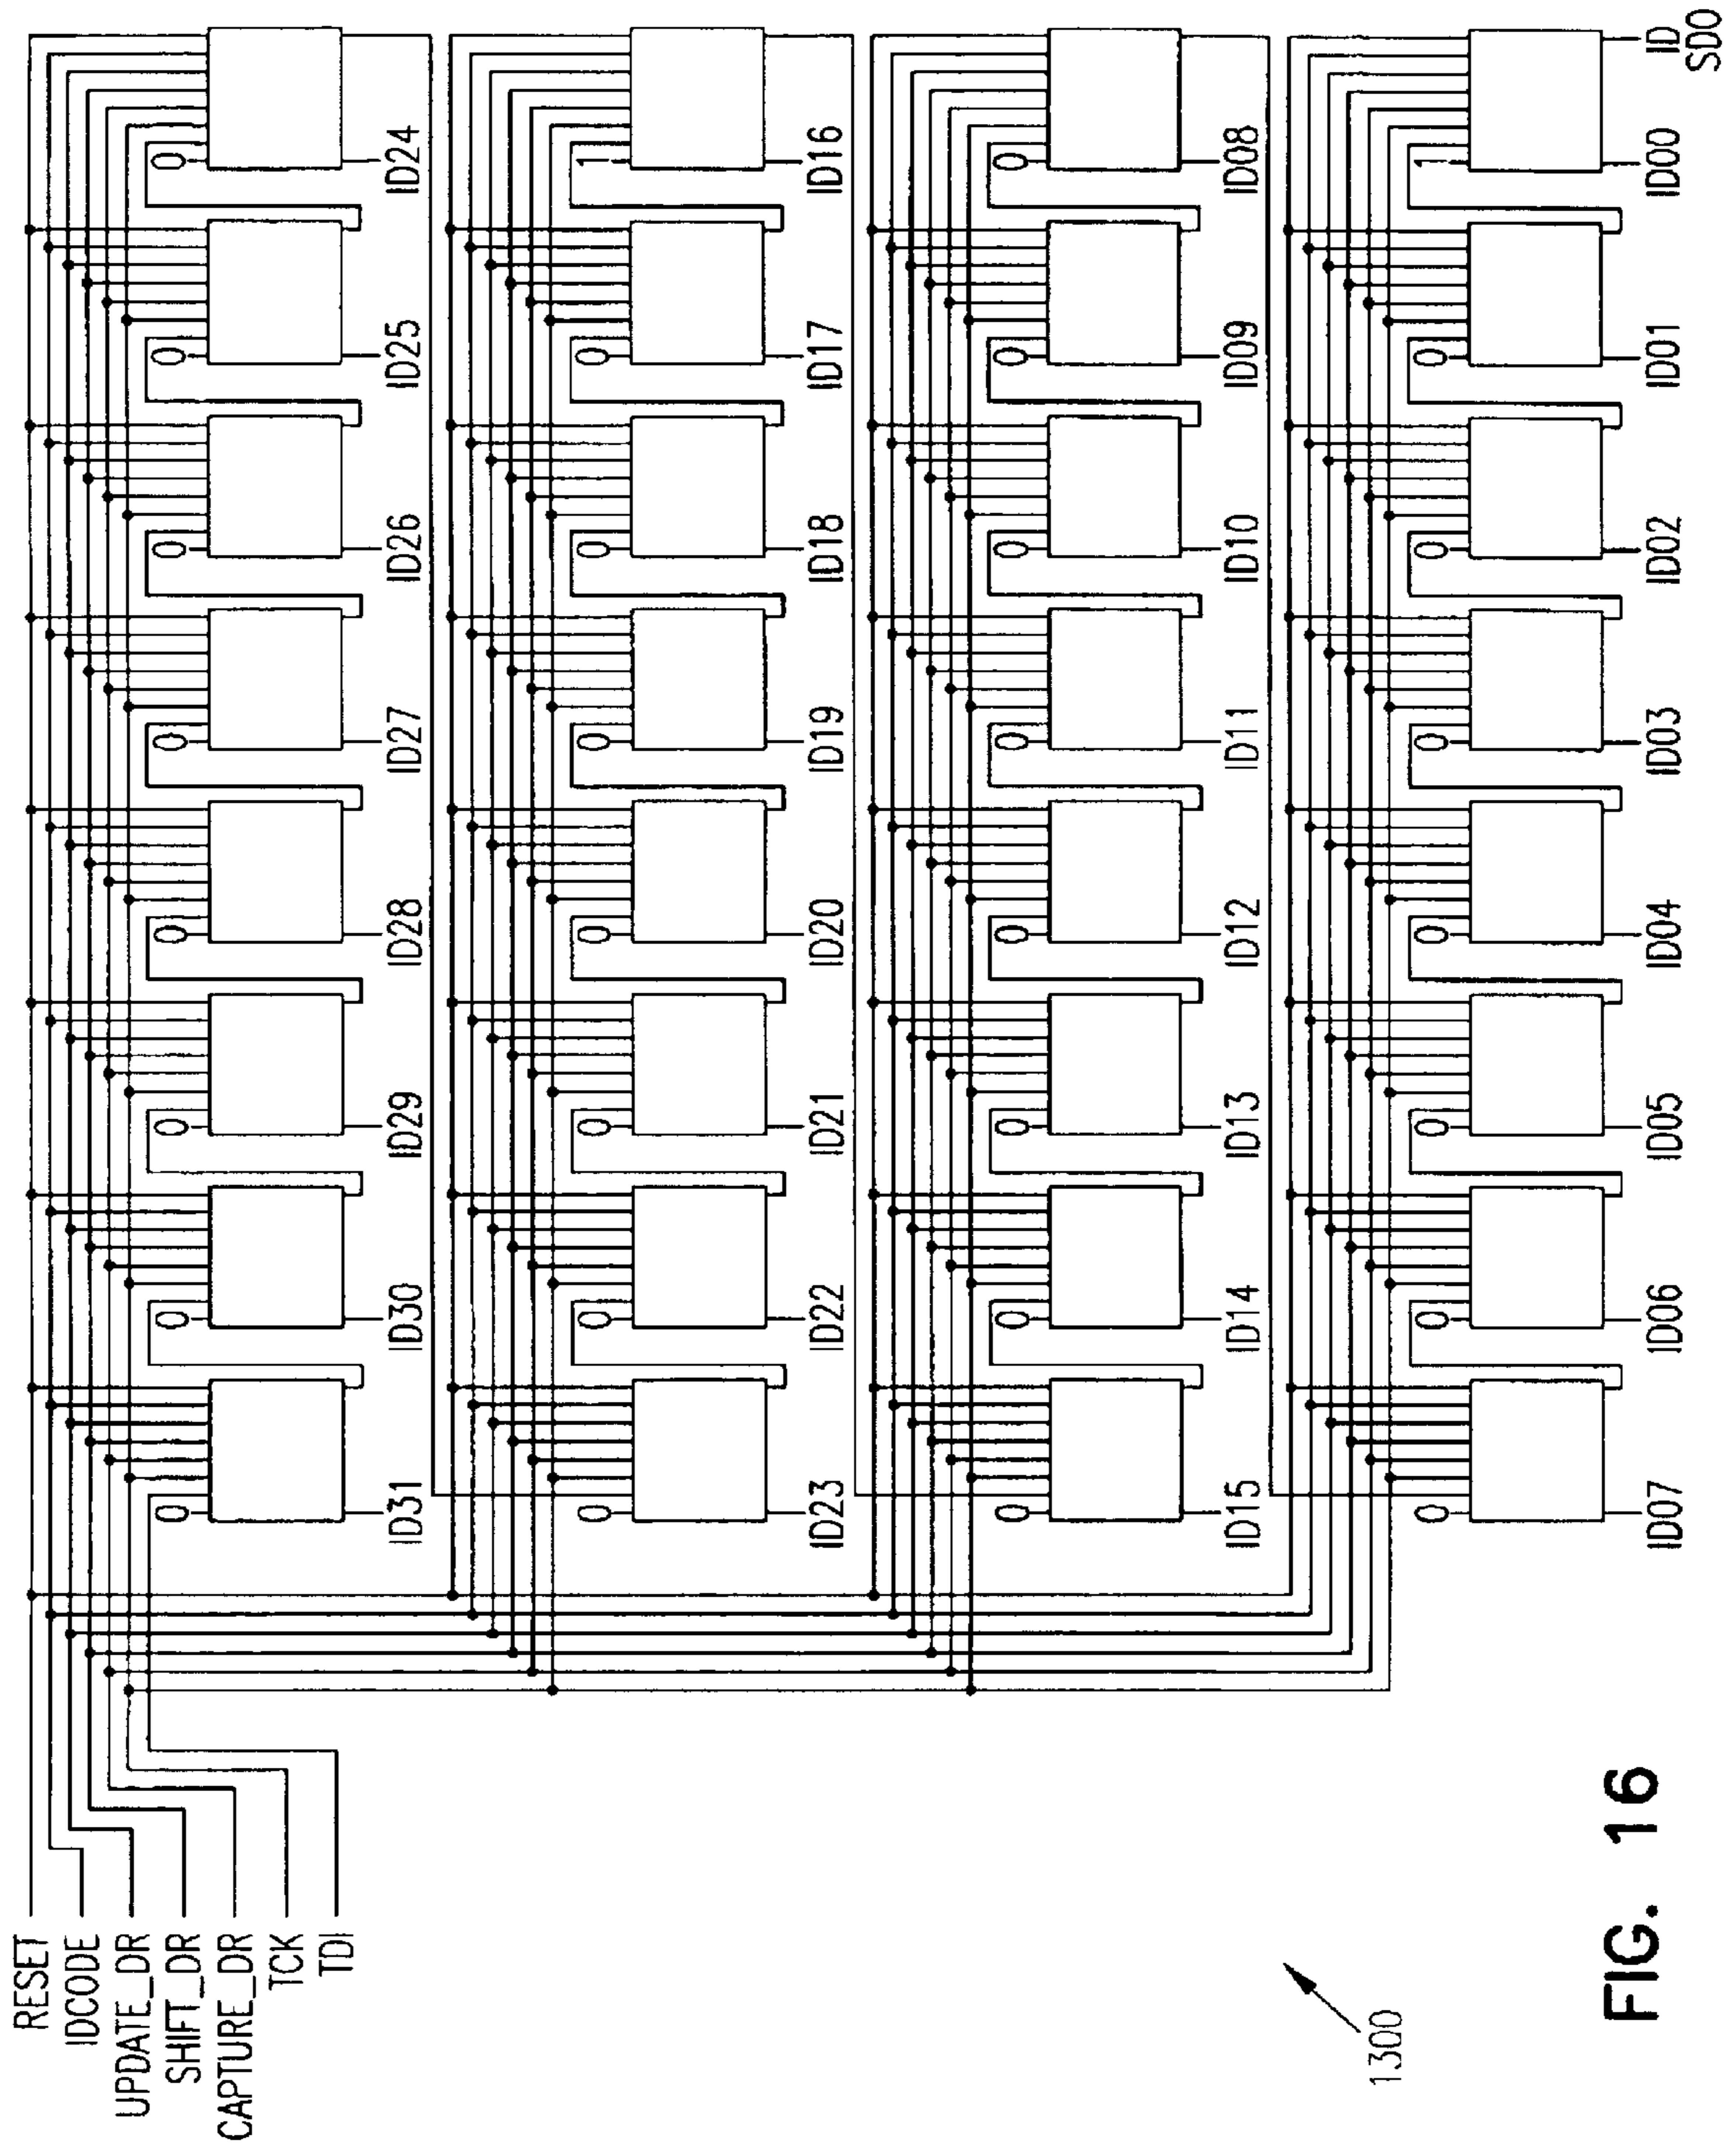 RESET
IDCODE
UPDATE_DR
SHIFT_DR
CAPTURE_DR
TCK
TDI
0 0 0 0 0 0 0 0
ID31 ID30 ID29 ID28 ID27 ID26 ID25 ID24
0 0 0 0 0 0 0 1
ID23 ID22 ID21 ID20 ID19 ID18 ID17 ID16
0 0 0 0 0 0 0 0
ID15 ID14 ID13 ID12 ID11 ID10 ID09 ID08
0 0 0 0 0 0 0 1
ID07 ID06 ID05 ID04 ID03 ID02 ID01 ID00 ID
SDO
1300
FIG. 16